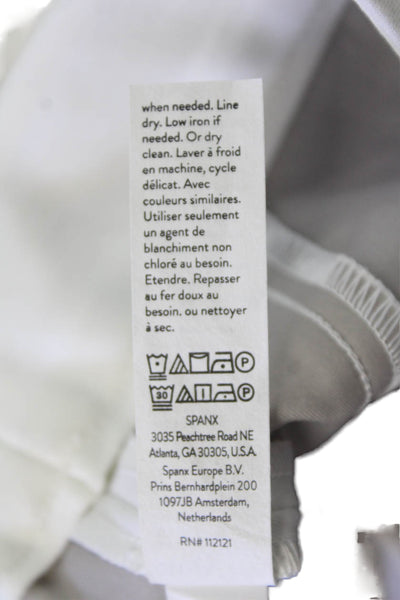 when needed. Line
dry. Low iron if
needed. Or dry
clean. Laver à froid
en machine, cycle
délicat. Avec
couleurs similaires.
Utiliser seulement
un agent de
blanchiment non
chloré au besoin.
Etendre. Repasser
au fer doux au
besoin. ou nettoyer
à sec.
P
30 P
SPANX
3035 Peachtree Road NE
Atlanta, GA 30305, U.S.A.
Spanx Europe B.V.
Prins Bernhardplein 200
1097JB Amsterdam,
Netherlands
RN# 112121